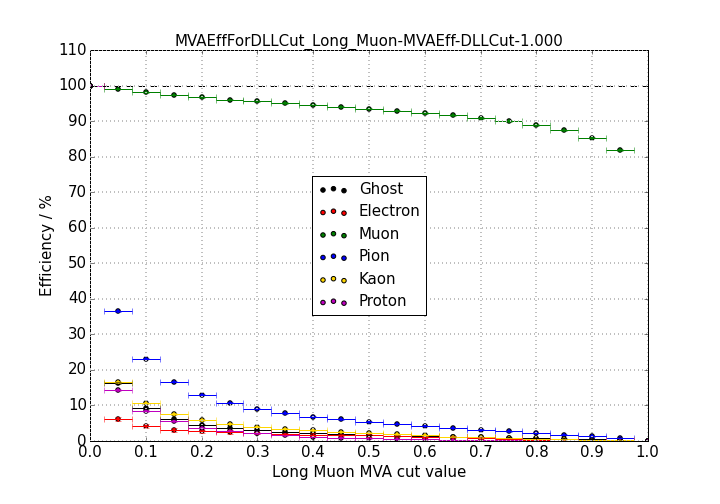 MVAEffForDLLCut_Long_Muon-MVAEff-DLLCut-1.000
110
100
90
80
70
60
50
40
30
20
10
0
Efficiency / %
Ghost
Electron
Muon
Pion
Kaon
Proton
0.0 0.1 0.2 0.3 0.4 0.5 0.6 0.7 0.8 0.9 1.0
Long Muon MVA cut value